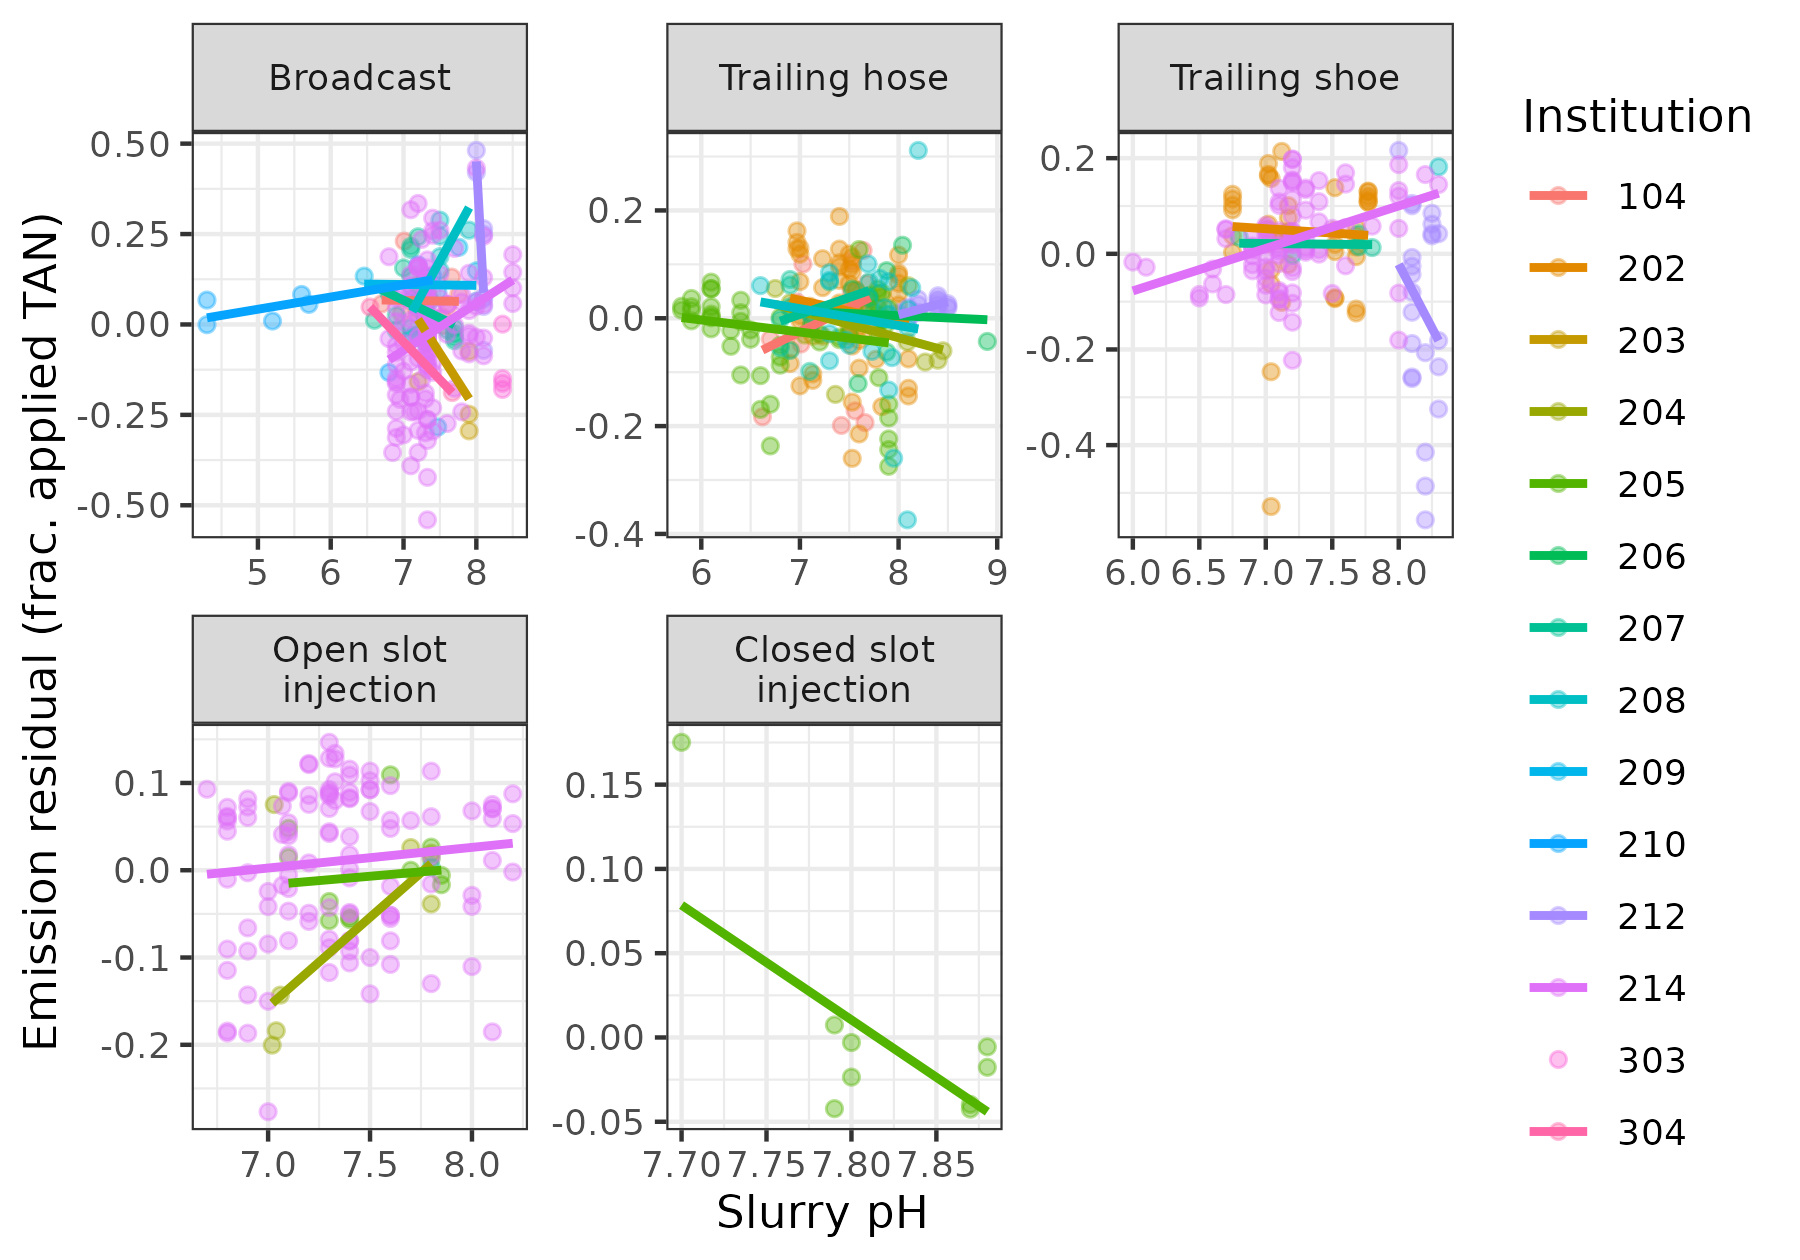 Broadcast
Trailing hose
Trailing shoe
0.50
0.25
0.00
-0.25
-0.50
5 6 7 8
0.2
0.0
-0.2
-0.4
6 7 8 9
0.2
0.0
-0.2
-0.4
6.0 6.5 7.0 7.5 8.0
Open slot
injection
Closed slot
injection
0.1
0.0
-0.1
-0.2
7.0 7.5 8.0
0.15
0.10
0.05
0.00
-0.05
7.70 7.75 7.80 7.85
Slurry pH
Emission residual (frac. applied TAN)
Institution
104
202
203
204
205
206
207
208
209
210
212
214
303
304